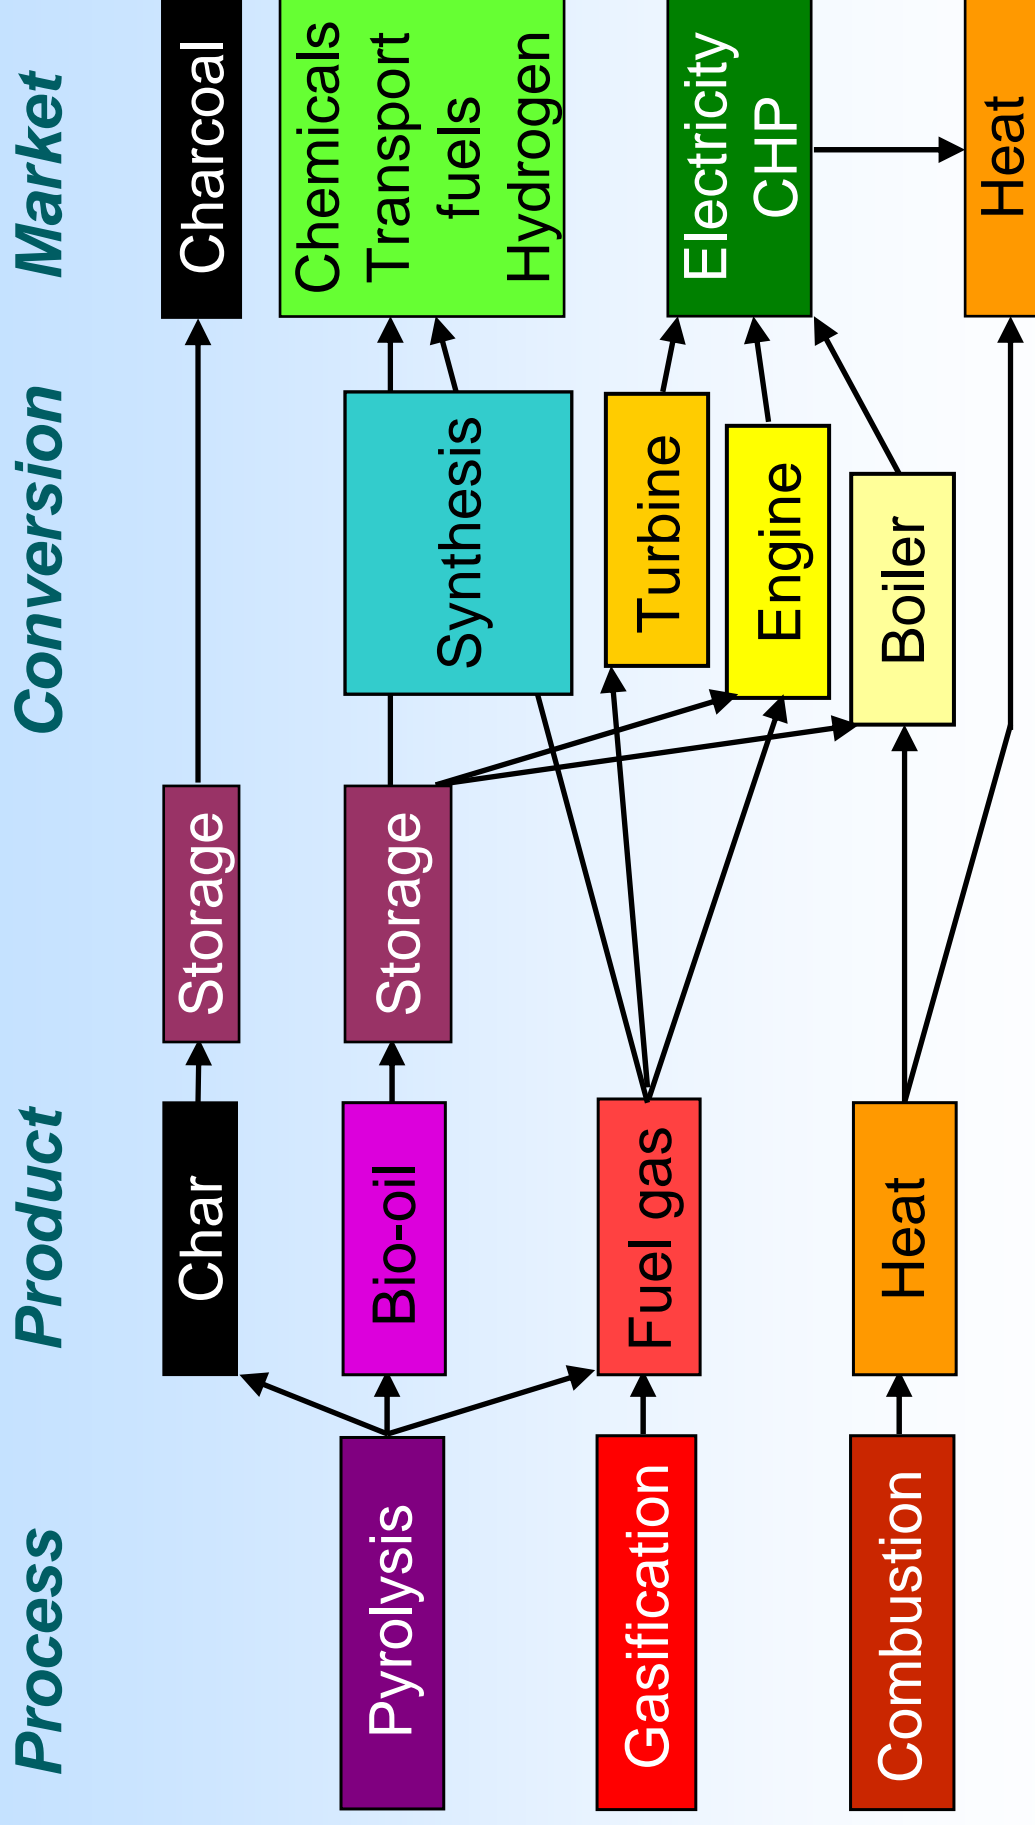 Process
Product
Conversion
Market
Char
Storage
Charcoal
Pyrolysis
Bio-oil
Storage
Synthesis
Chemicals
Transport
fuels
Hydrogen
Gasification
Fuel gas
Turbine
Engine
Electricity
CHP
Combustion
Heat
Boiler
Heat